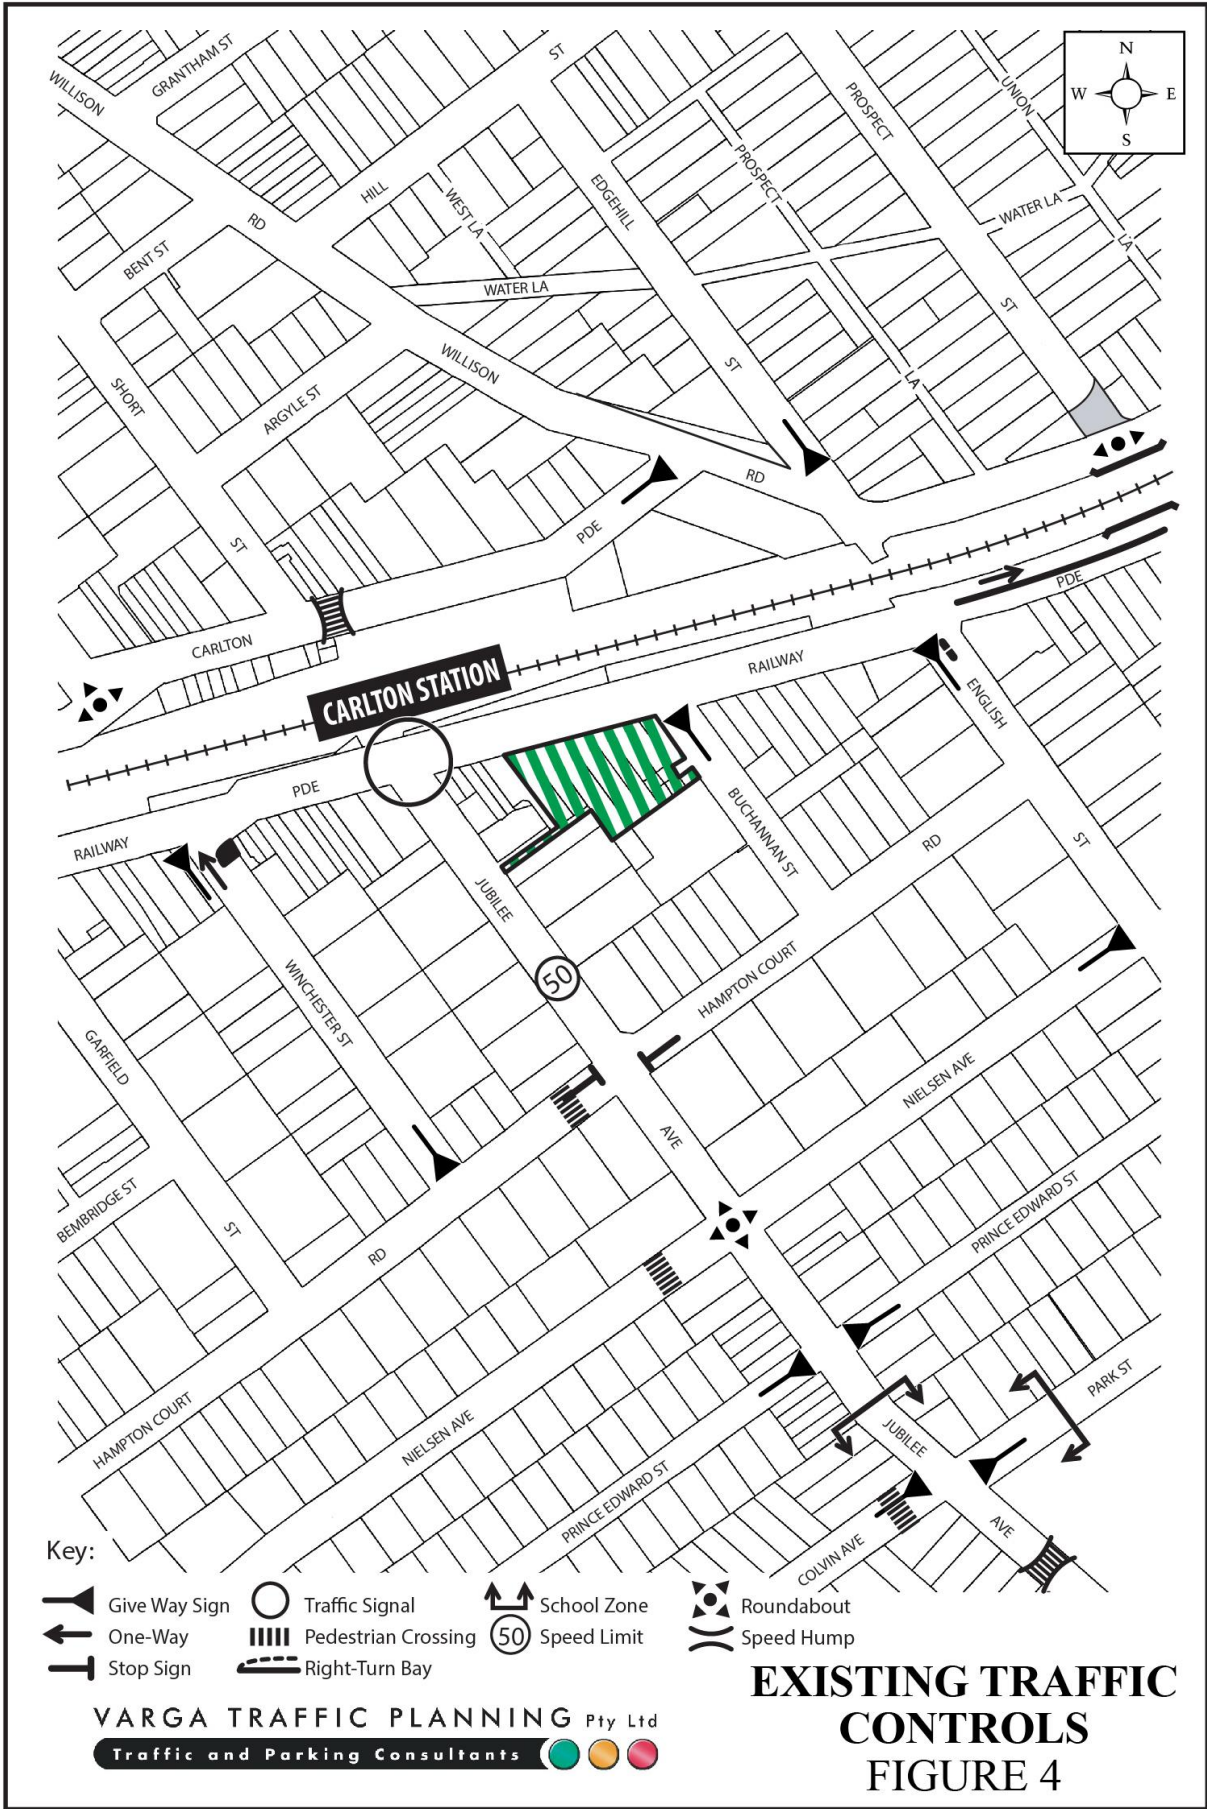 GRANTHAM ST
ST
WILLISON
N
W E
S
UNION
PROSPECT
PROSPECT
HILL
WEST LA
EDGEHILL
WATER LA
RD
LA
BENT ST
WATER LA
ST
WILLISON
ST
LA
SHORT
ARGYLE ST
RD
PDE
ST
PDE
CARLTON
CARLTON STATION
RAILWAY
ENGLISH
PDE
BUCHANNAN ST
RAILWAY
RD
ST
JUBILEE
WINCHESTER ST
50
HAMPTON COURT
GARFIELD
NIELSEN AVE
AVE
BEMBRIDGE ST
ST
PRINCE EDWARD ST
RD
PARK ST
HAMPTON COURT
NIELSEN AVE
JUBILEE
PRINCE EDWARD ST
AVE
COLVIN AVE
Key:
Give Way Sign
Traffic Signal
School Zone
Roundabout
One-Way
Pedestrian Crossing
50 Speed Limit
Speed Hump
Stop Sign
Right-Turn Bay
VARGA TRAFFIC PLANNING Pty Ltd
Traffic and Parking Consultants
EXISTING TRAFFIC
CONTROLS
FIGURE 4